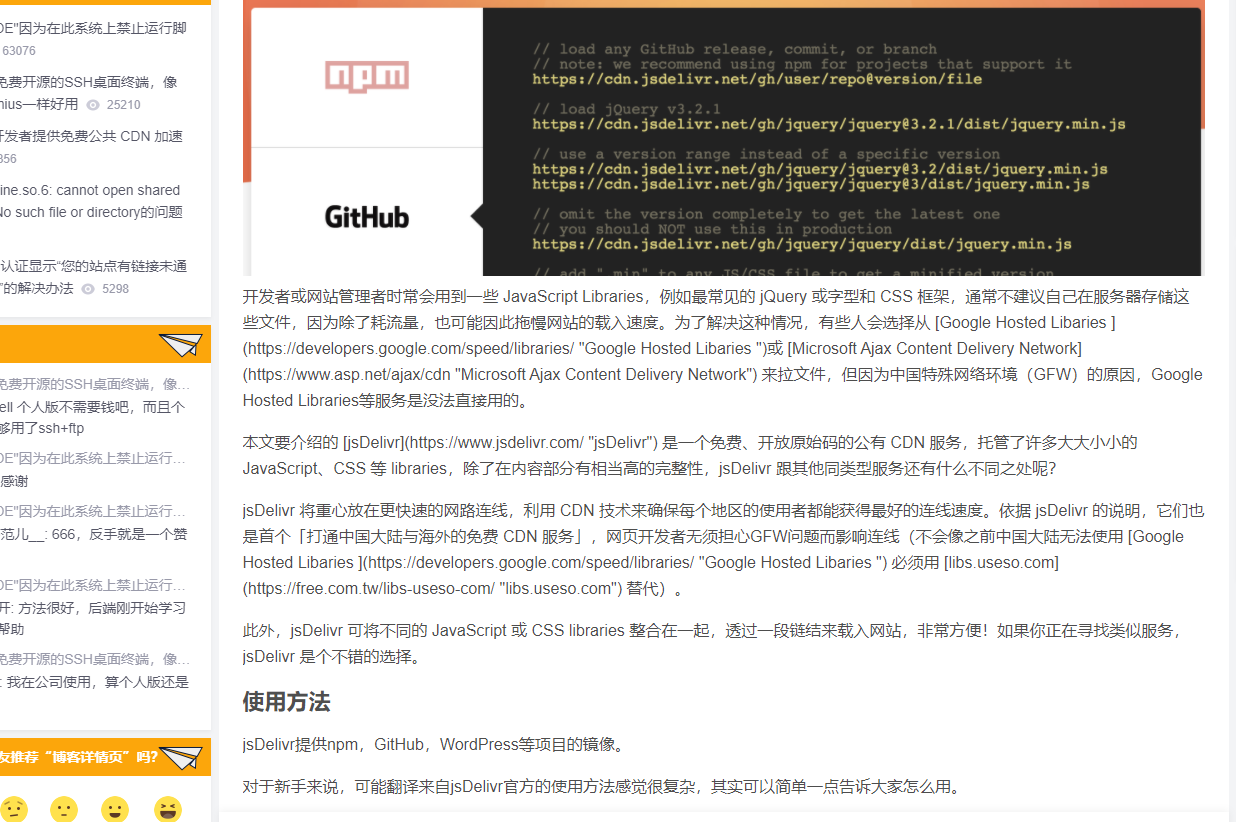 DE"因为在此系统上禁止运行脚
63076
免费开源的SSH桌面终端，像
nius一样好用 25210
开发者提供免费公共 CDN 加速
856
ine.so.6: cannot open shared
No such file or directory的问题
认证显示“您的站点有链接未通
”的解决办法 5298
免费开源的SSH桌面终端，像...
ell 个人版不需要钱吧，而且个
够用了ssh+ftp
DE"因为在此系统上禁止运行...
感谢
DE"因为在此系统上禁止运行...
范儿__: 666，反手就是一个赞
DE"因为在此系统上禁止运行...
开: 方法很好，后端刚开始学习
帮助
免费开源的SSH桌面终端，像...
: 我在公司使用，算个人版还是
友推荐“博客详情页”吗?
npm
GitHub
// load any GitHub release, commit, or branch
// note: we recommend using npm for projects that support it
https://cdn.jsdelivr.net/gh/user/repo@version/file
// load jQuery v3.2.1
https://cdn.jsdelivr.net/gh/jquery/jquery@3.2.1/dist/jquery.min.js
// use a version range instead of a specific version
https://cdn.jsdelivr.net/gh/jquery/jquery@3.2/dist/jquery.min.js
https://cdn.jsdelivr.net/gh/jquery/jquery@3/dist/jquery.min.js
// omit the version completely to get the latest one
// you should NOT use this in production
https://cdn.jsdelivr.net/gh/jquery/jquery/dist/jquery.min.js
// add ".min" to any JS/CSS file to get a minified version
开发者或网站管理者时常会用到一些 JavaScript Libraries，例如最常见的 jQuery 或字型和 CSS 框架，通常不建议自己在服务器存储这
些文件，因为除了耗流量，也可能因此拖慢网站的载入速度。为了解决这种情况，有些人会选择从 [Google Hosted Libaries ]
(https://developers.google.com/speed/libraries/ "Google Hosted Libaries ")或 [Microsoft Ajax Content Delivery Network]
(https://www.asp.net/ajax/cdn "Microsoft Ajax Content Delivery Network") 来拉文件，但因为中国特殊网络环境（GFW）的原因，Google
Hosted Libraries等服务是没法直接用的。
本文要介绍的 [jsDelivr](https://www.jsdelivr.com/ "jsDelivr") 是一个免费、开放原始码的公有 CDN 服务，托管了许多大大小小的
JavaScript、CSS 等 libraries，除了在内容部分有相当高的完整性，jsDelivr 跟其他同类型服务还有什么不同之处呢？
jsDelivr 将重心放在更快速的网路连线，利用 CDN 技术来确保每个地区的使用者都能获得最好的连线速度。依据 jsDelivr 的说明，它们也
是首个「打通中国大陆与海外的免费 CDN 服务」，网页开发者无须担心GFW问题而影响连线（不会像之前中国大陆无法使用 [Google
Hosted Libaries ](https://developers.google.com/speed/libraries/ "Google Hosted Libaries ") 必须用 [libs.useso.com]
(https://free.com.tw/libs-useso-com/ "libs.useso.com") 替代）。
此外，jsDelivr 可将不同的 JavaScript 或 CSS libraries 整合在一起，透过一段链结来载入网站，非常方便！如果你正在寻找类似服务，
jsDelivr 是个不错的选择。
使用方法
jsDelivr提供npm，GitHub，WordPress等项目的镜像。
对于新手来说，可能翻译来自jsDelivr官方的使用方法感觉很复杂，其实可以简单一点告诉大家怎么用。